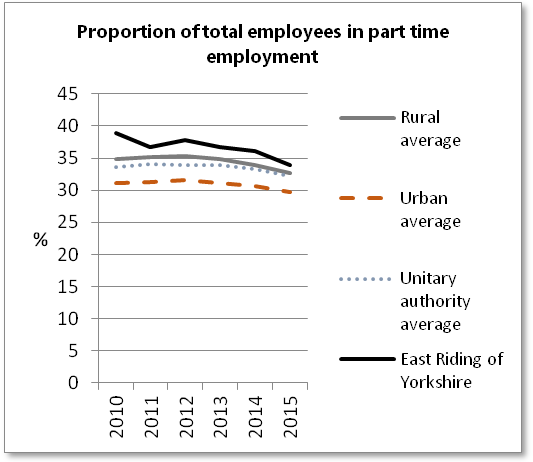 Proportion of total employees in part time
employment
45
40
35
30
25
20
15
10
5
0
%
2010
2011
2012
2013
2014
2015
Rural
average
Urban
average
Unitary
authority
average
East Riding of
Yorkshire